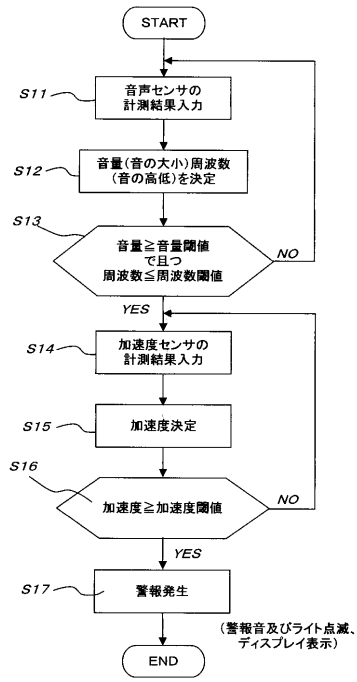 START
S11
音声センサの
計測結果入力
S12
音量(音の大小)周波数
(音の高低)を決定
S13
音量≧音量閾値
で且つ
周波数≦周波数閾値
NO
YES
S14
加速度センサの
計測結果入力
S15
加速度決定
S16
加速度≧加速度閾値
NO
YES
S17
警報発生
(警報音及びライト点滅、
ディスプレイ表示)
END